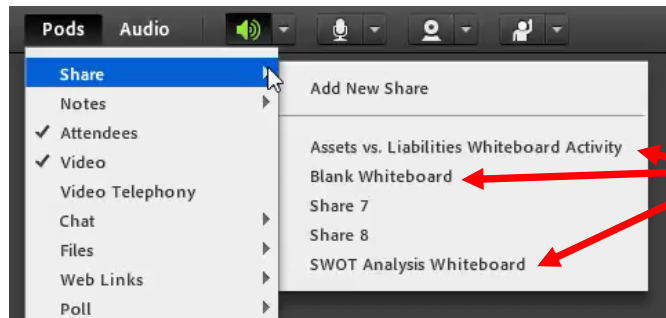 Pods Audio
Share
Notes
Attendees
Video
Video Telephony
Chat
Files
Web Links
Poll
Add New Share
Assets vs. Liabilities Whiteboard Activity
Blank Whiteboard
Share 7
Share 8
SWOT Analysis Whiteboard